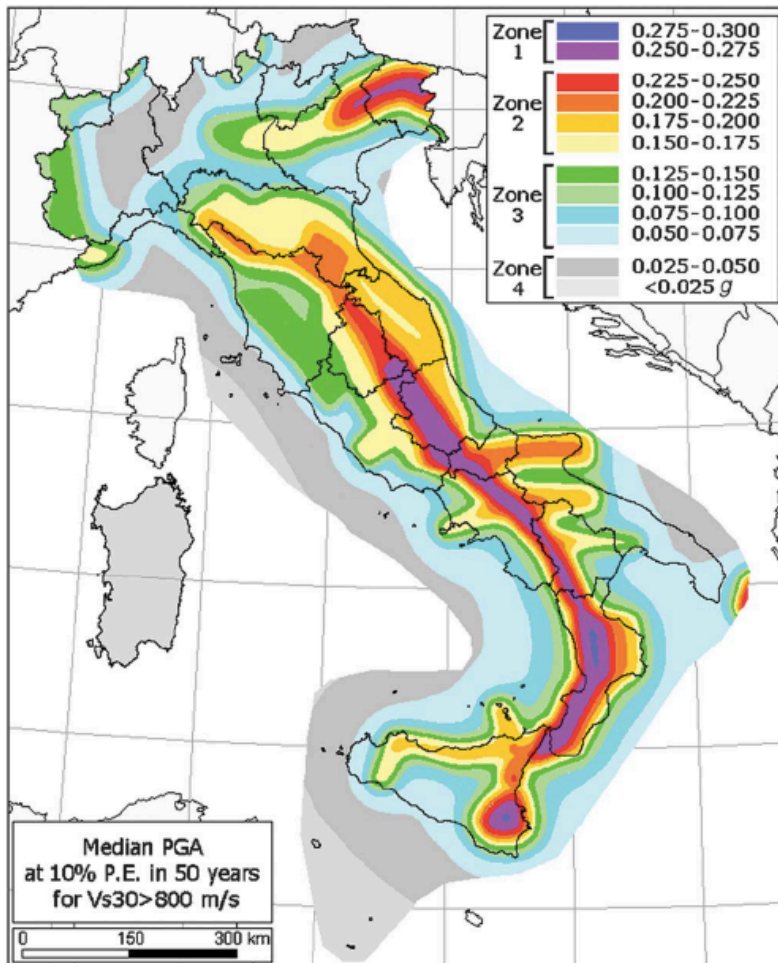 Zone
1
0.275-0.300
0.250-0.275
Zone
2
0.225-0.250
0.200-0.225
0.175-0.200
0.150-0.175
Zone
3
0.125-0.150
0.100-0.125
0.075-0.100
0.050-0.075
Zone
4
0.025-0.050
<0.025 g
Median PGA
at 10% P.E. in 50 years
for Vs30>800 m/s
0 150 300 km